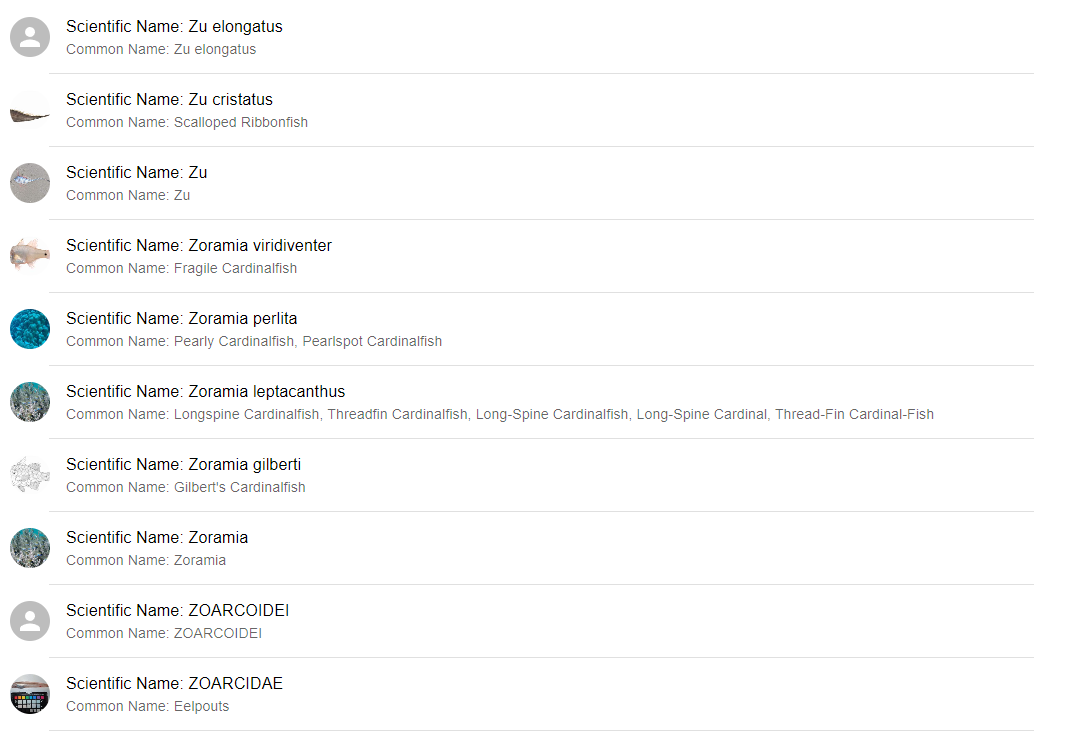 Scientific Name: Zu elongatus
Common Name: Zu elongatus
Scientific Name: Zu cristatus
Common Name: Scalloped Ribbonfish
Scientific Name: Zu
Common Name: Zu
Scientific Name: Zoramia viridiventer
Common Name: Fragile Cardinalfish
Scientific Name: Zoramia perlita
Common Name: Pearly Cardinalfish, Pearlspot Cardinalfish
Scientific Name: Zoramia leptacanthus
Common Name: Longspine Cardinalfish, Threadfin Cardinalfish, Long-Spine Cardinalfish, Long-Spine Cardinal, Thread-Fin Cardinal-Fish
Scientific Name: Zoramia gilberti
Common Name: Gilbert's Cardinalfish
Scientific Name: Zoramia
Common Name: Zoramia
Scientific Name: ZOARCOIDEI
Common Name: ZOARCOIDEI
Scientific Name: ZOARCIDAE
Common Name: Eelpouts